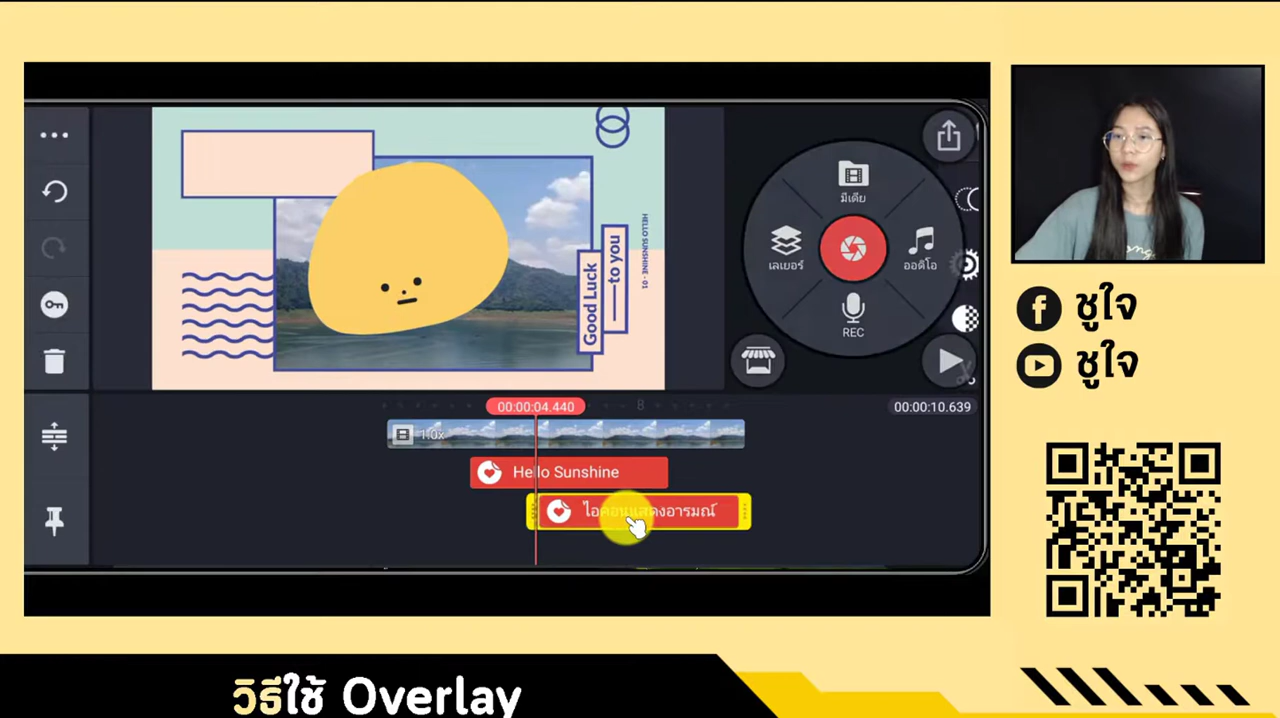 มีเดีย
เลเยอร์
ออดิโอ
REC
HELLO SUNSHINE - 01
Good Luck
to you
00:00:04.440
8
00:00:10.639
1.0x
Hello Sunshine
ไอคอนแสดงอารมณ์
ชูใจ
ชูใจ
วิธีใช้ Overlay